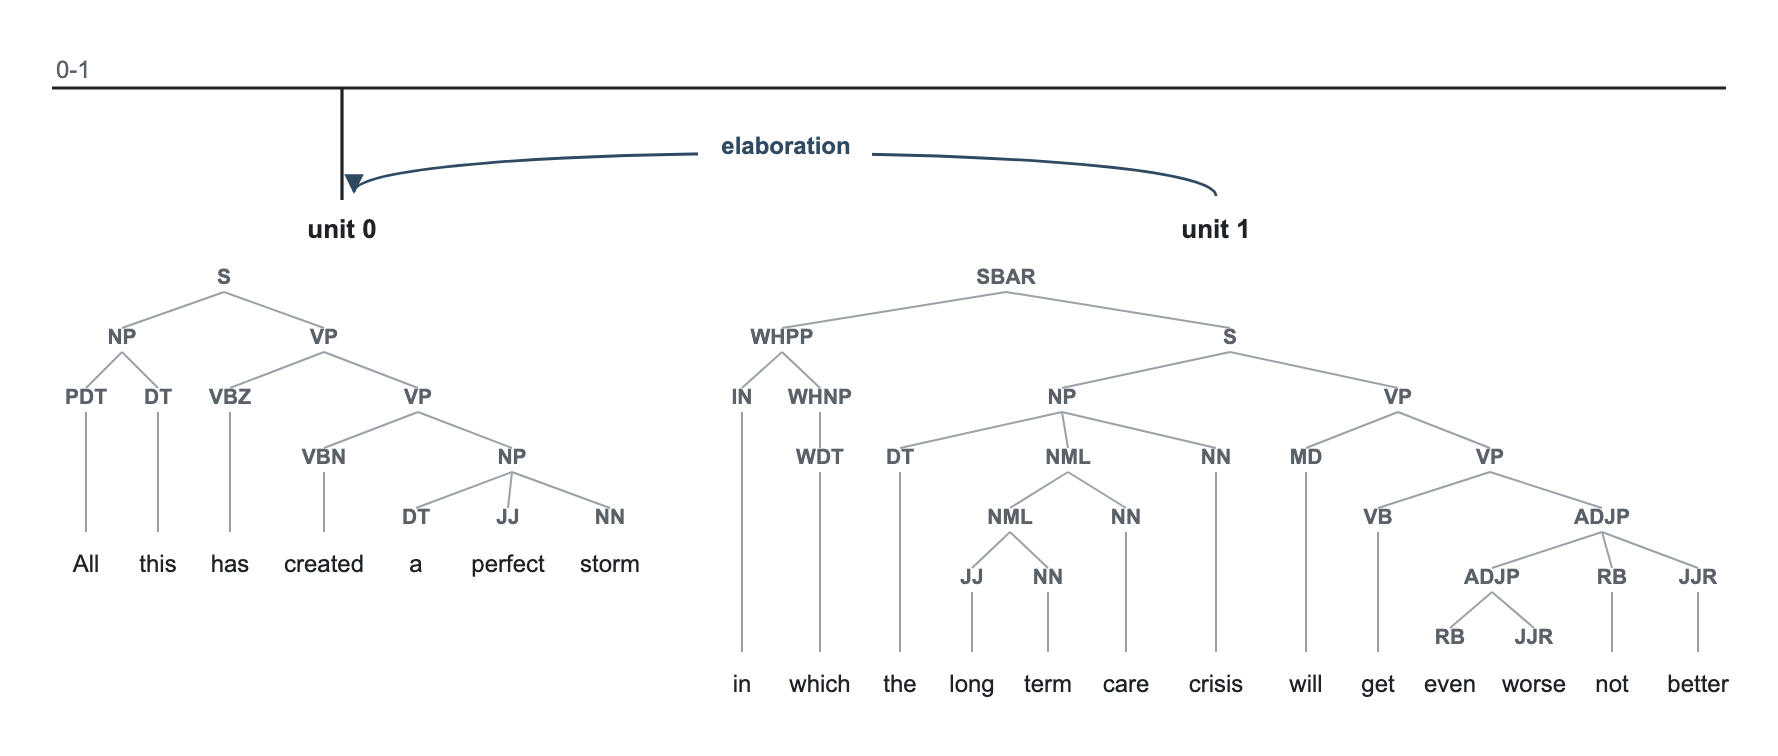 0-1
elaboration
unit 0 unit 1
S SBAR
NP VP WHPP S
PDT DT VBZ VP IN WHNP NP VP
VBN NP WDT DT NML NN MD VP
DT JJ NN NML NN VB ADJP
All this has created a perfect storm
JJ NN ADJP RB JJR
RB JJR
in which the long term care crisis will get even worse not better